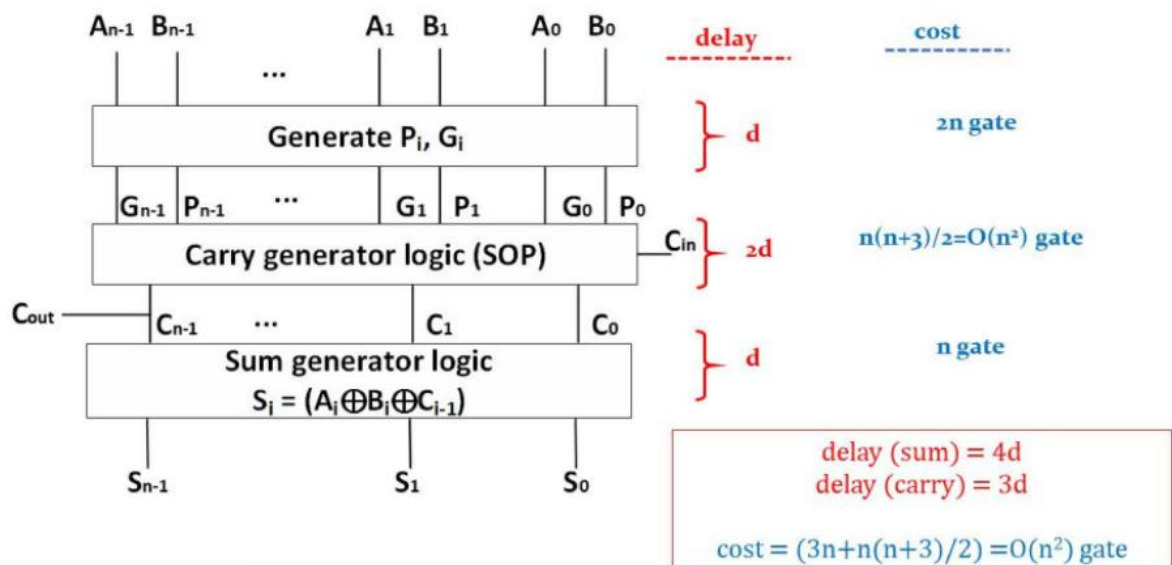 Aₙ₋₁ Bₙ₋₁ A₁ B₁ A₀ B₀
...
delay
cost
Generate Pᵢ, Gᵢ
d
2n gate
Gₙ₋₁ Pₙ₋₁ ... G₁ P₁ G₀ P₀
Carry generator logic (SOP)
Cᵢₙ
2d
n(n+3)/2=O(n²) gate
Cₒᵤₜ
Cₙ₋₁ ... C₁ C₀
Sum generator logic
Sᵢ = (Aᵢ⊕Bᵢ⊕Cᵢ₋₁)
d
n gate
Sₙ₋₁ S₁ S₀
delay (sum) = 4d
delay (carry) = 3d
cost = (3n+n(n+3)/2) =O(n²) gate